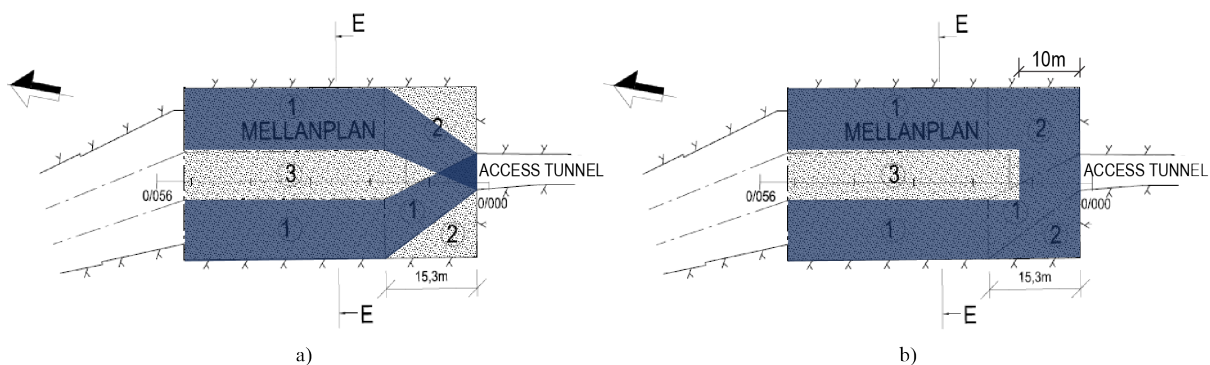 E
1
2
MELLANPLAN
3
ACCESS TUNNEL
0/056
0/000
1
1
2
15,3m
E
a)
E
10m
1
2
MELLANPLAN
3
ACCESS TUNNEL
0/056
0/000
1
1
2
15,3m
E
b)